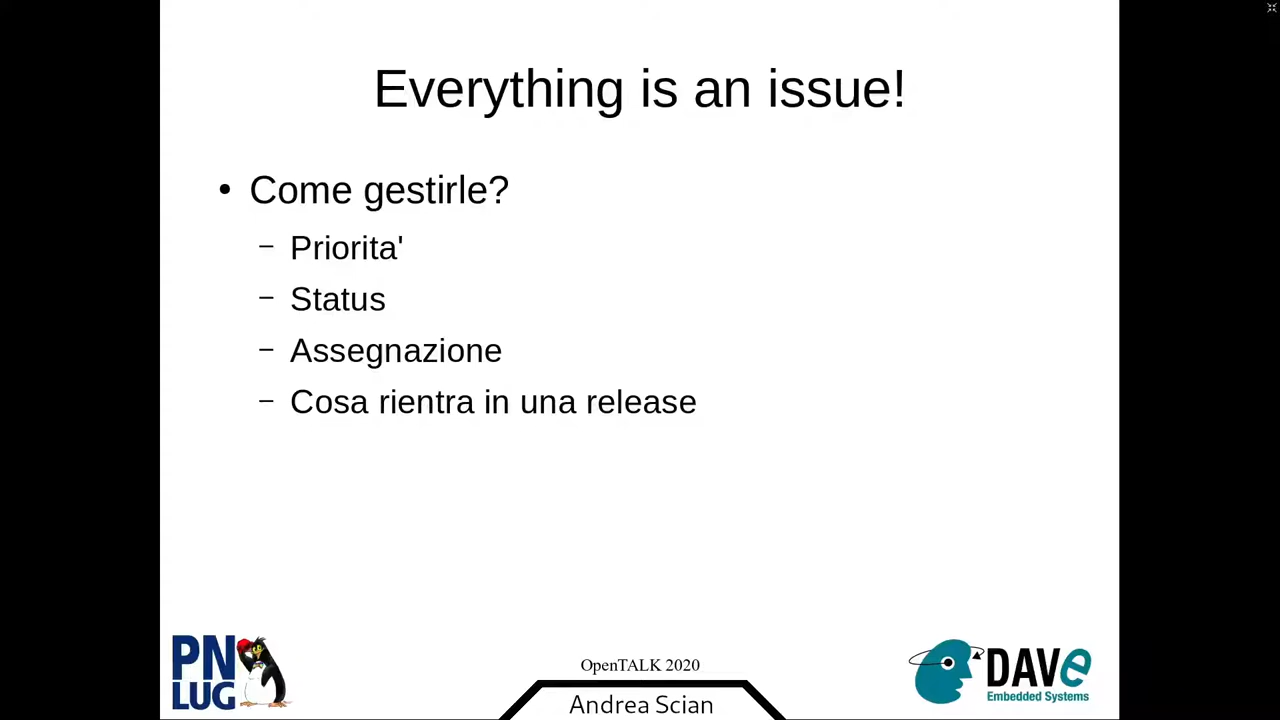 Everything is an issue!
• Come gestirle?
– Priorita'
– Status
– Assegnazione
– Cosa rientra in una release
PN
LUG
OpenTALK 2020
Andrea Scian
DAVe
Embedded Systems